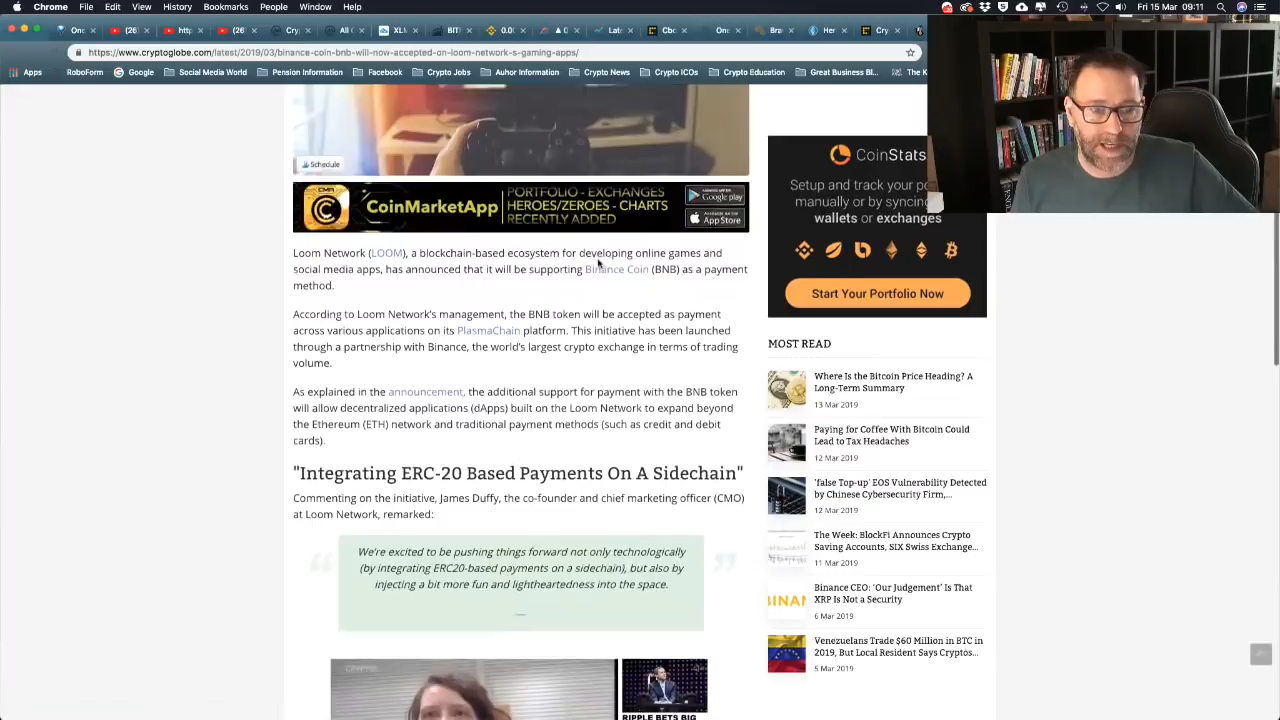 Chrome File Edit View History Bookmarks People Window Help
Fri 15 Mar 09:11
https://www.cryptoglobe.com/latest/2019/03/binance-coin-bnb-will-now-accepted-on-loom-network-s-gaming-apps/
Apps RoboForm Google Social Media World Pension Information Facebook Crypto Jobs Auhor Information Crypto News Crypto ICOs Crypto Education Great Business Bl... The K
Schedule
CoinMarketApp
PORTFOLIO - EXCHANGES
HEROES/ZEROES - CHARTS
RECENTLY ADDED
Google play
App Store
Loom Network (LOOM), a blockchain-based ecosystem for developing online games and
social media apps, has announced that it will be supporting Binance Coin (BNB) as a payment
method.
According to Loom Network's management, the BNB token will be accepted as payment
across various applications on its PlasmaChain platform. This initiative has been launched
through a partnership with Binance, the world's largest crypto exchange in terms of trading
volume.
As explained in the announcement, the additional support for payment with the BNB token
will allow decentralized applications (dApps) built on the Loom Network to expand beyond
the Ethereum (ETH) network and traditional payment methods (such as credit and debit
cards).
"Integrating ERC-20 Based Payments On A Sidechain"
Commenting on the initiative, James Duffy, the co-founder and chief marketing officer (CMO)
at Loom Network, remarked:
We're excited to be pushing things forward not only technologically
(by integrating ERC20-based payments on a sidechain), but also by
injecting a bit more fun and lightheartedness into the space.
RIPPLE BETS BIG
CoinStats
Setup and track your po
manually or by syncin
wallets or exchanges
Start Your Portfolio Now
MOST READ
Where Is the Bitcoin Price Heading? A
Long-Term Summary
13 Mar 2019
Paying for Coffee With Bitcoin Could
Lead to Tax Headaches
12 Mar 2019
'false Top-up' EOS Vulnerability Detected
by Chinese Cybersecurity Firm,...
12 Mar 2019
The Week: BlockFi Announces Crypto
Saving Accounts, SIX Swiss Exchange...
11 Mar 2019
BINAN
Binance CEO: 'Our Judgement' Is That
XRP Is Not a Security
6 Mar 2019
Venezuelans Trade $60 Million in BTC in
2019, But Local Resident Says Cryptos...
5 Mar 2019